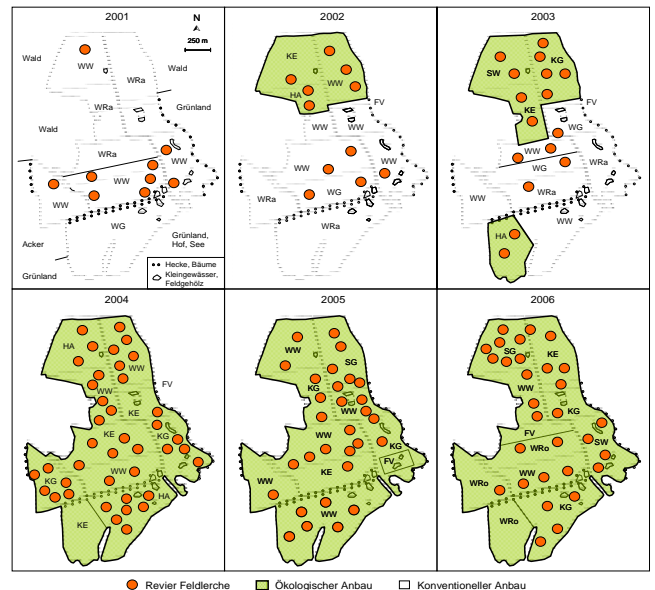 2001
N
250 m
Wald
WW
WRa
Wald
WRa
Grünland
Wald
WRa
WW
WW
WW
WG
Acker
Grünland,
Hof, See
Grünland
Hecke, Bäume
Kleingewässer,
Feldgehölz
2002
KE
WW
HA
FV
WW
WW
WW
WW
WRa
WG
WRa
2003
KG
SW
KE
FV
WG
WW
WG
WRa
WRa
WW
HA
2004
HA
WW
WW
FV
KE
KE
KG
WW
KG
HA
KE
2005
WW
SG
KG
WW
WW
KG
FV
KE
WW
WW
2006
SG
KE
WW
KG
FV
SW
WRo
WW
WRo
KG
WRo
Revier Feldlerche
Ökologischer Anbau
Konventioneller Anbau